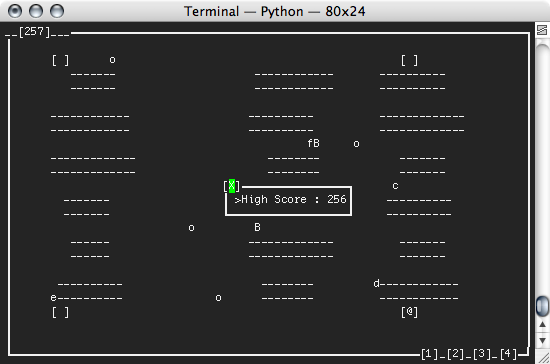 Terminal — Python — 80x24
__[257]___
[ ] o [ ]
------- ------------ ----------
------- ---------- -------
------------ ---------- -------------
---------- ---------- ------------
fB o
------------- -------- -------
------------- -------- -------
[X] c
------- >High Score : 256 ----------
------- ---------
o B
------ ------- -------
------ ------- -------
---------- -------- d------------
e---------- -------- ------------
[ ] o [@]
[1]_[2]_[3]_[4]